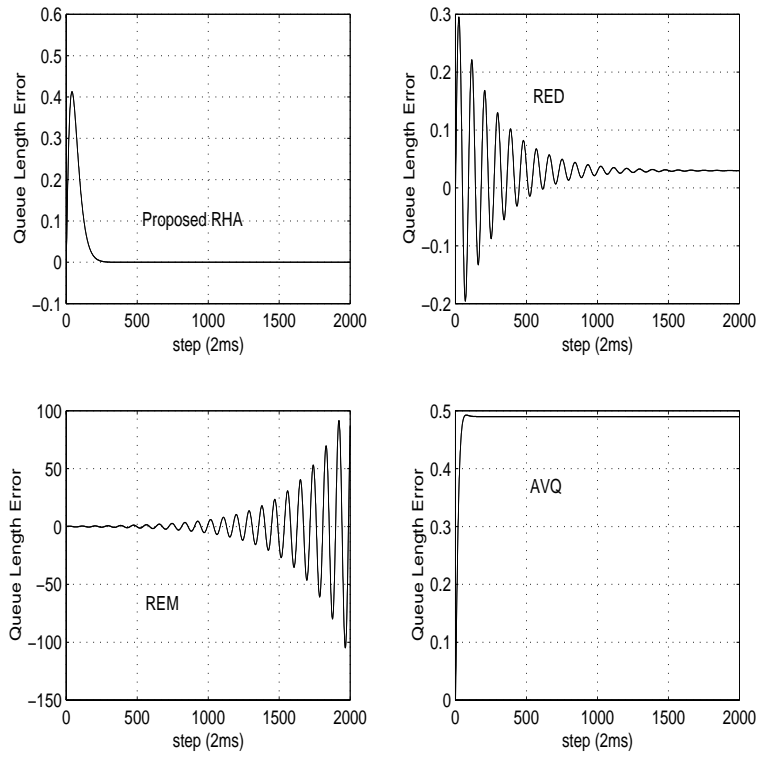 0.6
0.5
0.4
0.3
0.2
0.1
0
−0.1
Queue Length Error
Proposed RHA
0 500 1000 1500 2000
step (2ms)
0.3
0.2
0.1
0
−0.1
−0.2
Queue Length Error
RED
0 500 1000 1500 2000
step (2ms)
100
50
0
−50
−100
−150
Queue Length Error
REM
0 500 1000 1500 2000
step (2ms)
0.5
0.4
0.3
0.2
0.1
0
Queue Length Error
AVQ
0 500 1000 1500 2000
step (2ms)